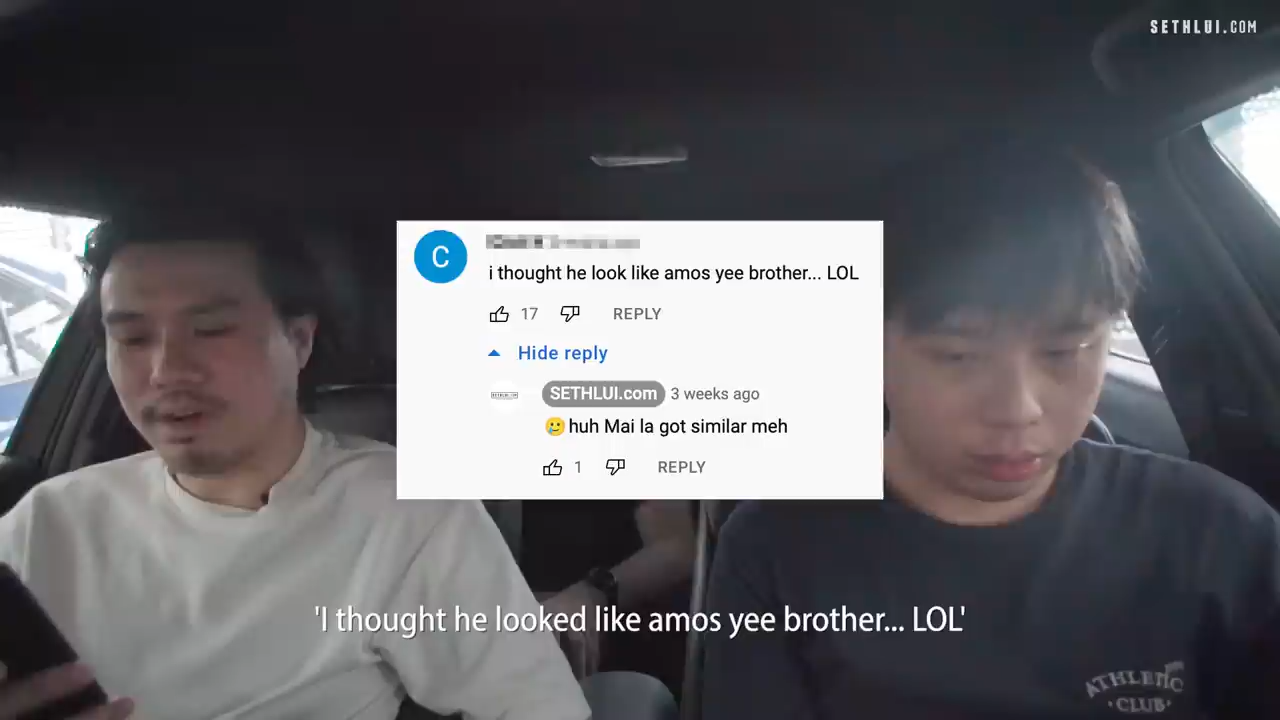 SETHLUI.COM
C
i thought he look like amos yee brother... LOL
17 REPLY
Hide reply
SETHLUI.com 3 weeks ago
🥲 huh Mai la got similar meh
1 REPLY
'I thought he looked like amos yee brother... LOL'
ATHLETIC
·CLUB·